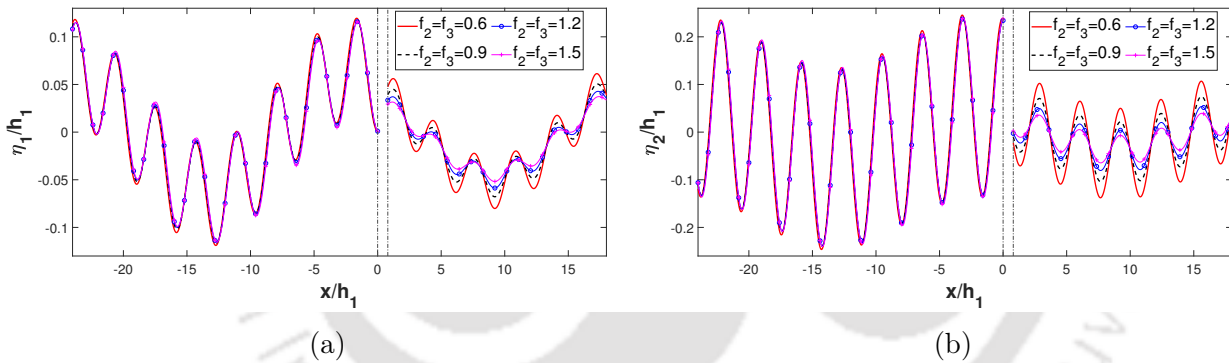 f2=f3=0.6 f2=f3=1.2
f2=f3=0.9 f2=f3=1.5
η1/h1
0.1
0.05
0
-0.05
-0.1
-20 -15 -10 -5 0 5 10 15
x/h1
(a)
f2=f3=0.6 f2=f3=1.2
f2=f3=0.9 f2=f3=1.5
η2/h1
0.2
0.1
0
-0.1
-0.2
-20 -15 -10 -5 0 5 10 15
x/h1
(b)